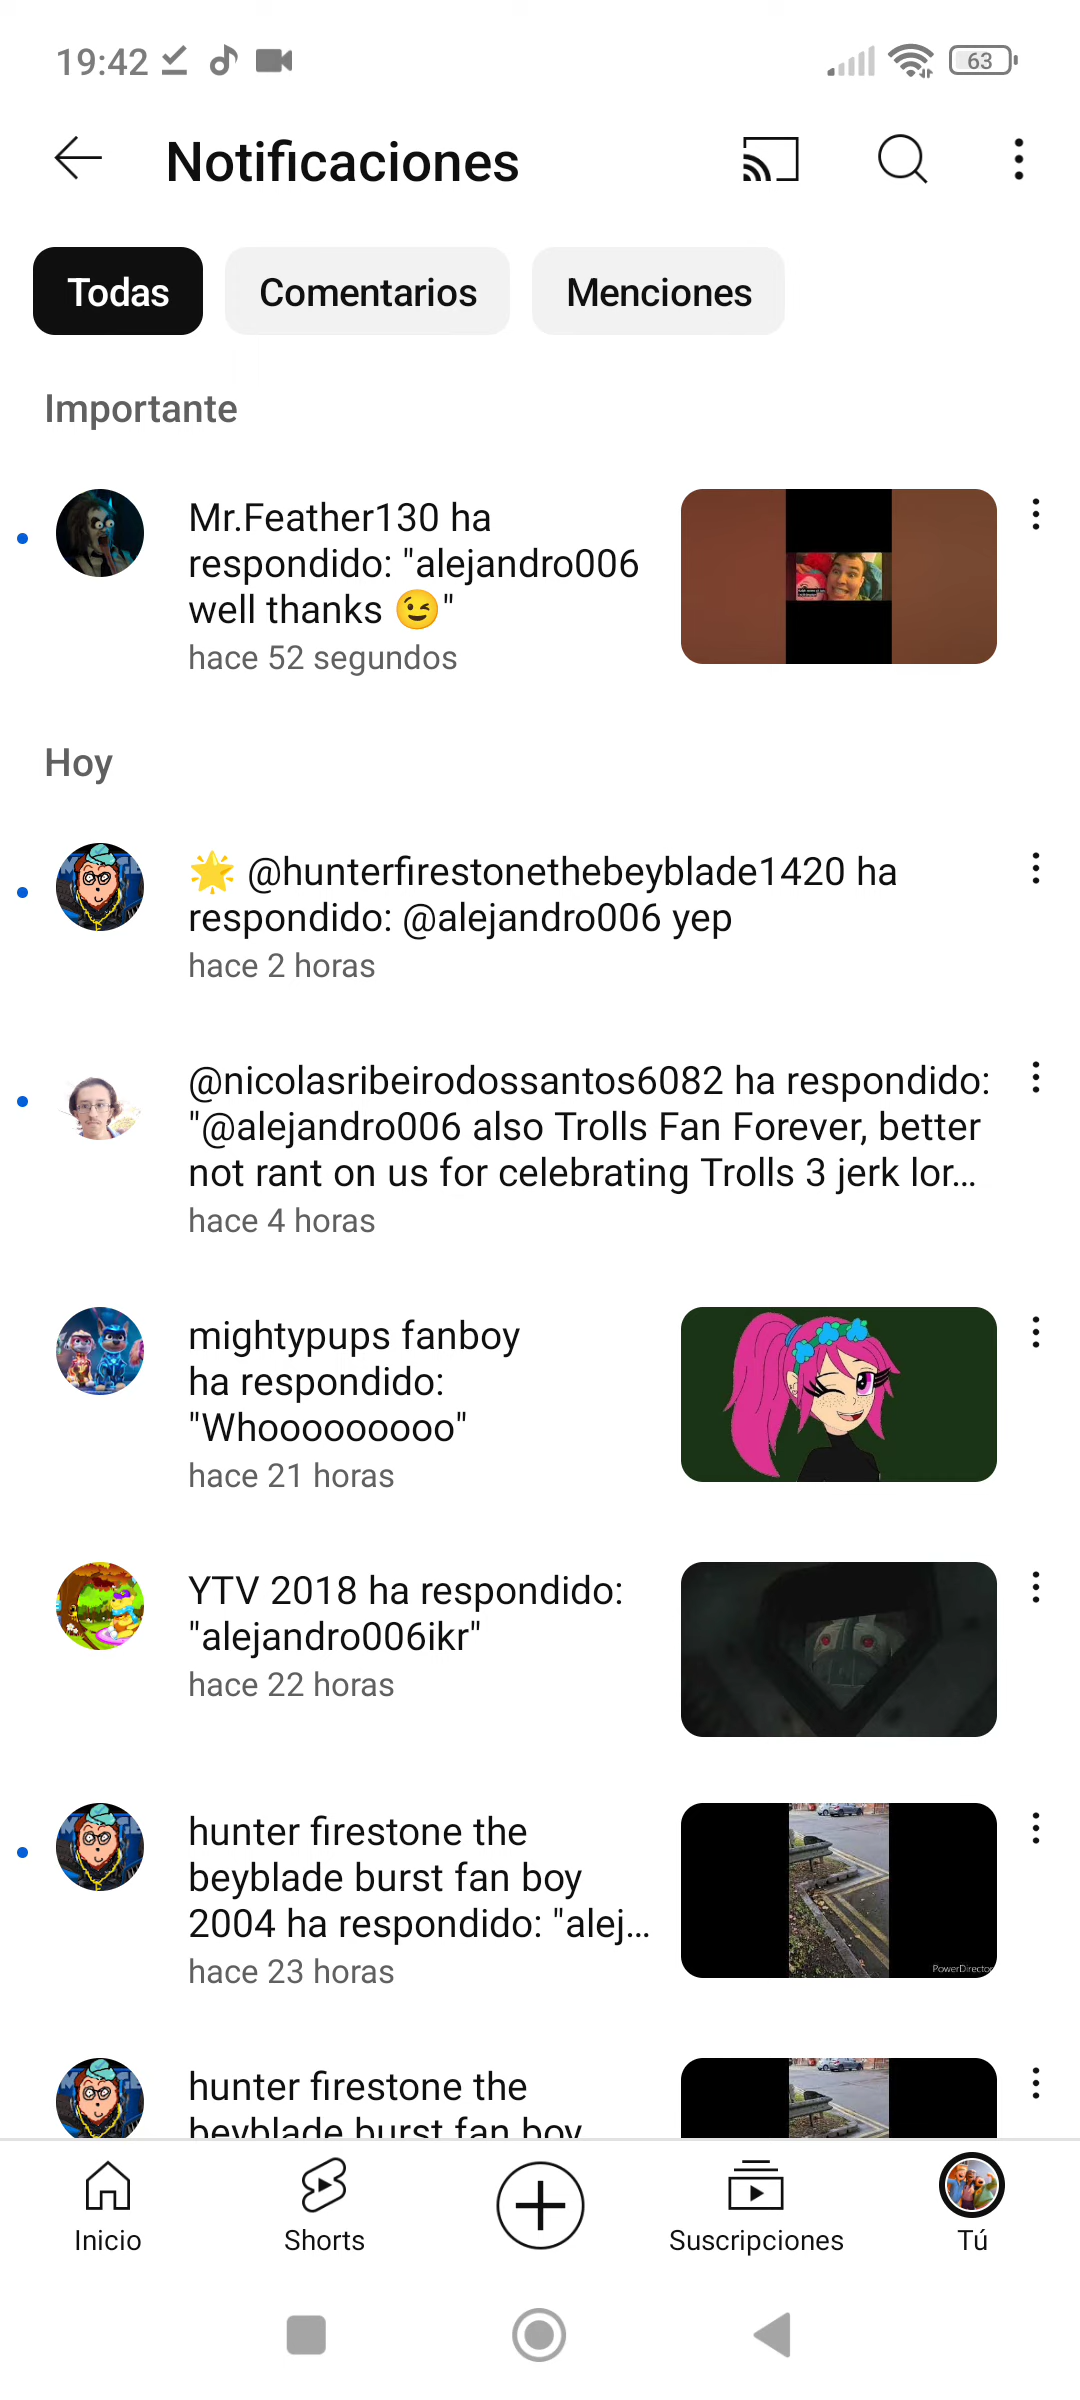 19:42
63
Notificaciones
Todas
Comentarios
Menciones
Importante
Mr.Feather130 ha
respondido: "alejandro006
well thanks 😉"
hace 52 segundos
Hoy
🌟 @hunterfirestonethebeyblade1420 ha
respondido: @alejandro006 yep
hace 2 horas
@nicolasribeirodossantos6082 ha respondido:
"@alejandro006 also Trolls Fan Forever, better
not rant on us for celebrating Trolls 3 jerk lor…
hace 4 horas
mightypups fanboy
ha respondido:
"Whooooooooo"
hace 21 horas
YTV 2018 ha respondido:
"alejandro006ikr"
hace 22 horas
hunter firestone the
beyblade burst fan boy
2004 ha respondido: "alej…
hace 23 horas
PowerDirector
hunter firestone the
beyblade burst fan boy
Inicio
Shorts
Suscripciones
Tú